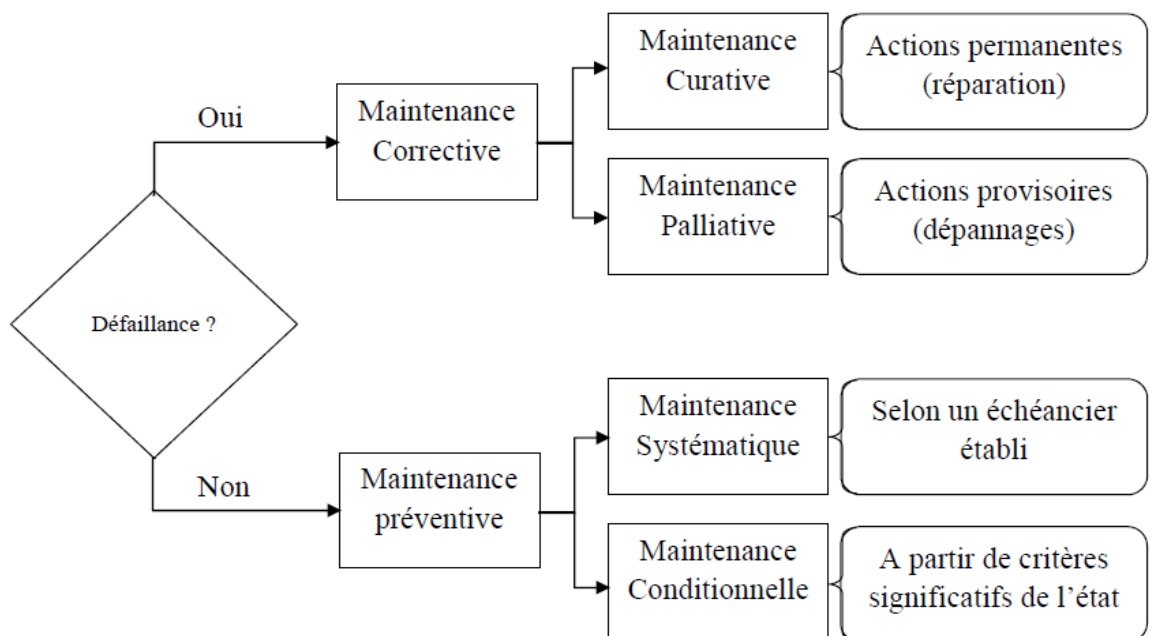 Maintenance
Curative
Actions permanentes
(réparation)
Oui
Maintenance
Corrective
Maintenance
Palliative
Actions provisoires
(dépannages)
Défaillance ?
Maintenance
Systématique
Selon un échéancier
établi
Non
Maintenance
préventive
Maintenance
Conditionnelle
A partir de critères
significatifs de l’état